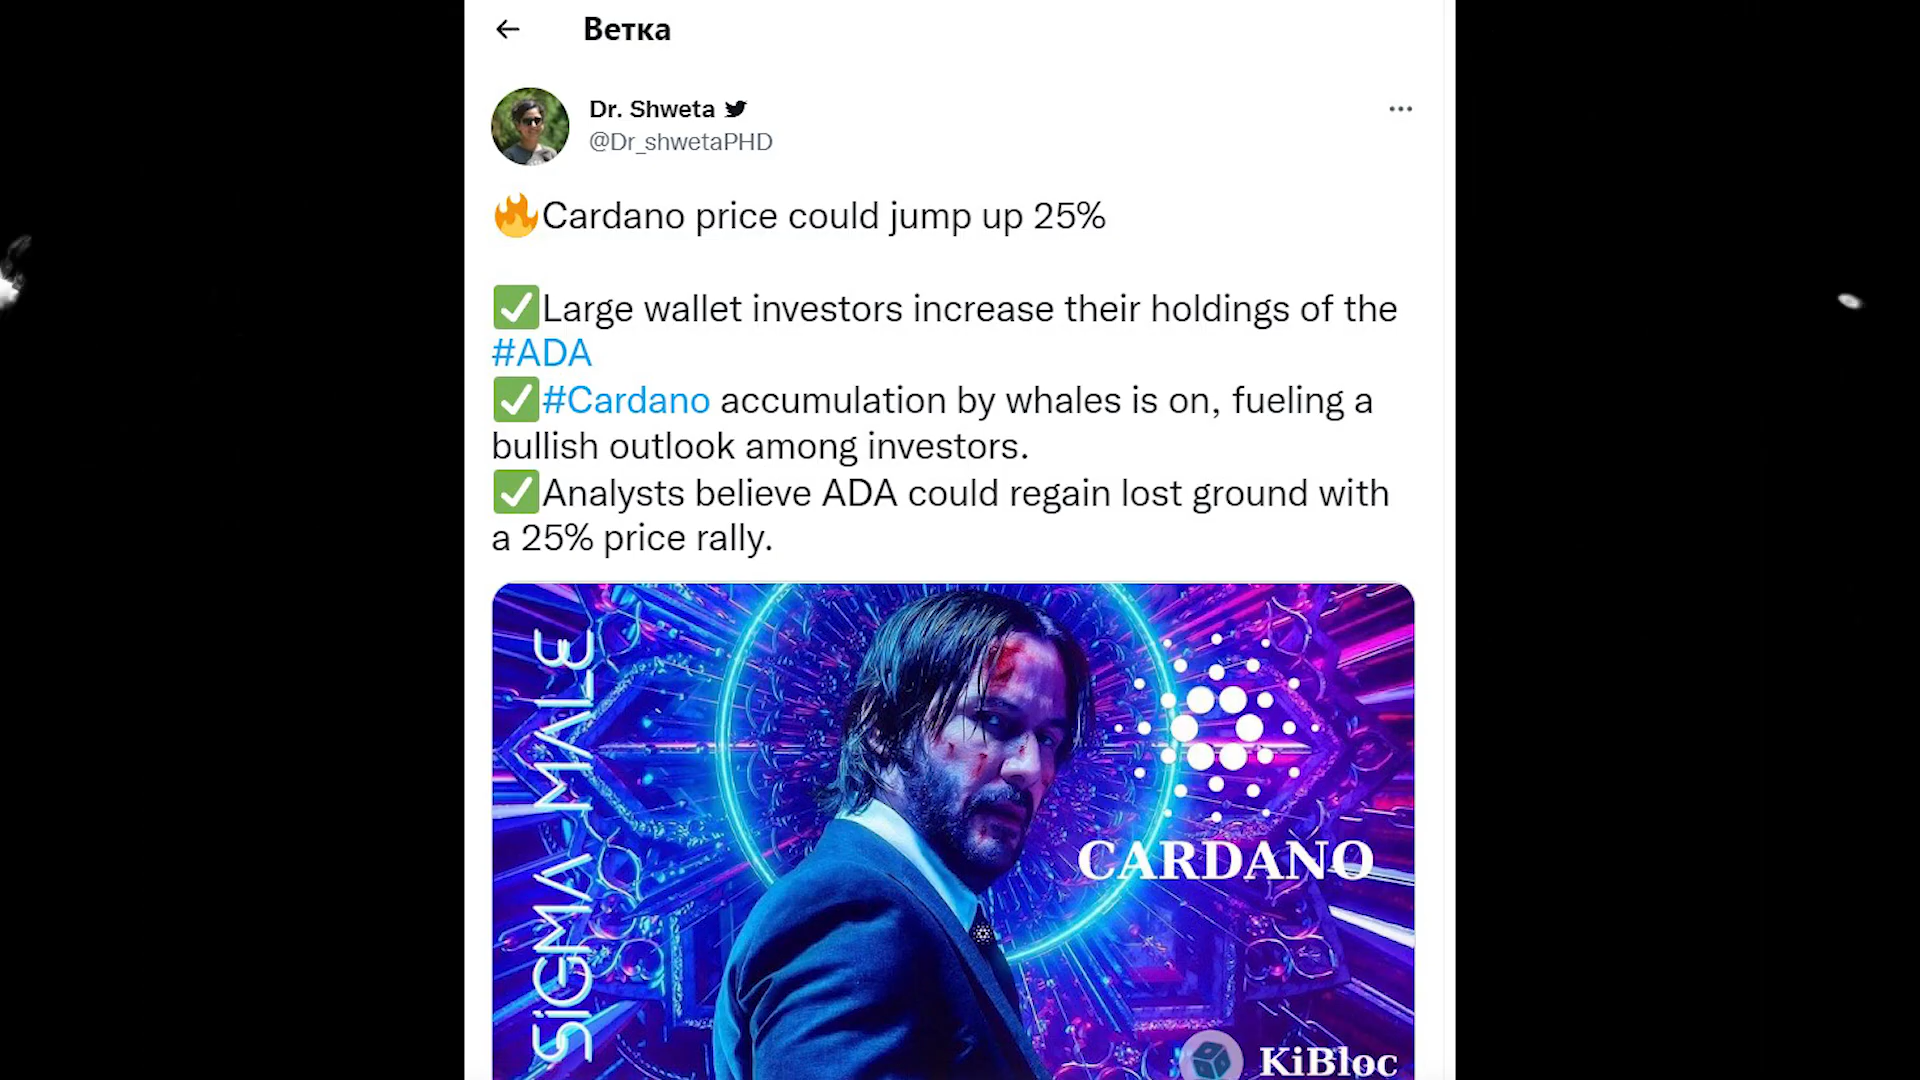 Ветка
Dr. Shweta
@Dr_shwetaPHD
🔥Cardano price could jump up 25%
✅Large wallet investors increase their holdings of the
#ADA
✅#Cardano accumulation by whales is on, fueling a
bullish outlook among investors.
✅Analysts believe ADA could regain lost ground with
a 25% price rally.
SIGMA MALE
CARDANO
KiBloc